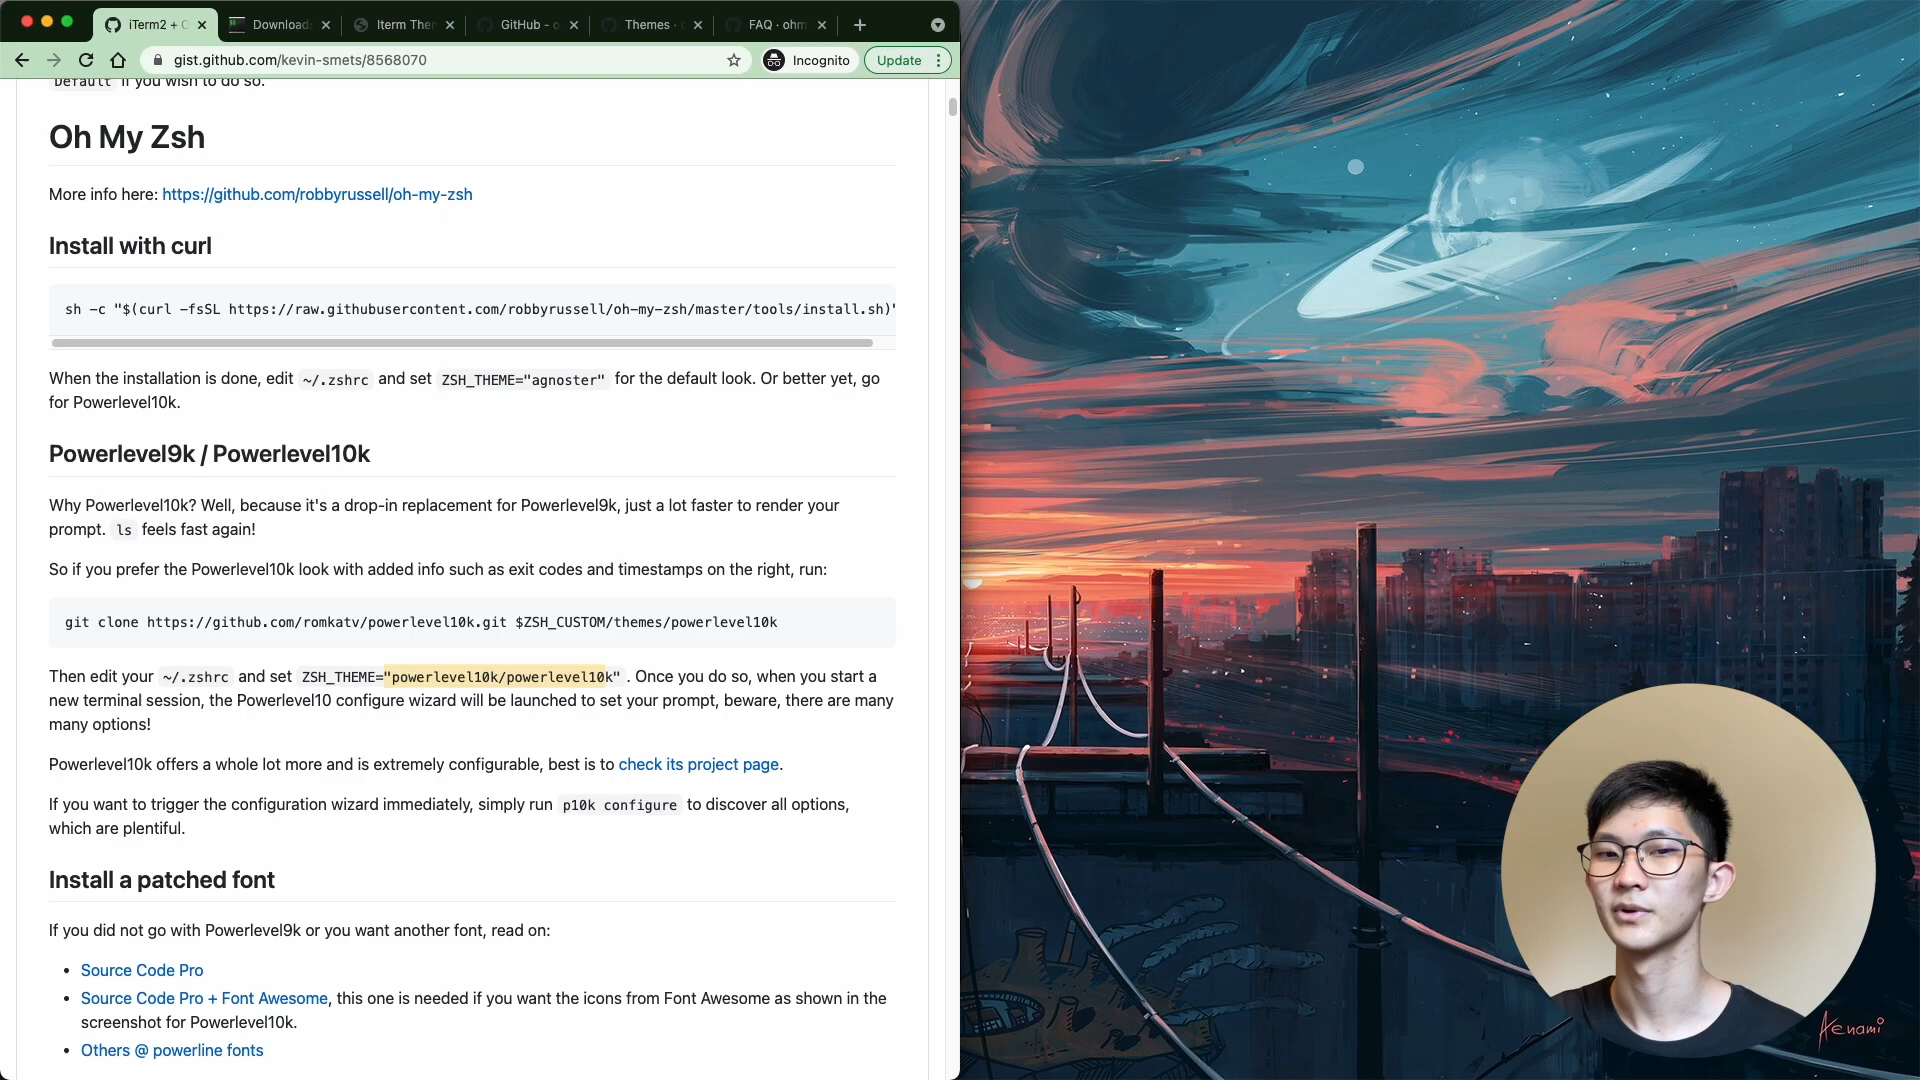 iTerm2 + O
Download
Iterm Ther
GitHub - o
Themes · o
FAQ · ohm
gist.github.com/kevin-smets/8568070
Incognito
Update
Default if you wish to do so.
Oh My Zsh
More info here: https://github.com/robbyrussell/oh-my-zsh
Install with curl
sh -c "$(curl -fsSL https://raw.githubusercontent.com/robbyrussell/oh-my-zsh/master/tools/install.sh)"
When the installation is done, edit ~/.zshrc and set ZSH_THEME="agnoster" for the default look. Or better yet, go
for Powerlevel10k.
Powerlevel9k / Powerlevel10k
Why Powerlevel10k? Well, because it's a drop-in replacement for Powerlevel9k, just a lot faster to render your
prompt. ls feels fast again!
So if you prefer the Powerlevel10k look with added info such as exit codes and timestamps on the right, run:
git clone https://github.com/romkatv/powerlevel10k.git $ZSH_CUSTOM/themes/powerlevel10k
Then edit your ~/.zshrc and set ZSH_THEME="powerlevel10k/powerlevel10k" . Once you do so, when you start a
new terminal session, the Powerlevel10 configure wizard will be launched to set your prompt, beware, there are many
many options!
Powerlevel10k offers a whole lot more and is extremely configurable, best is to check its project page.
If you want to trigger the configuration wizard immediately, simply run p10k configure to discover all options,
which are plentiful.
Install a patched font
If you did not go with Powerlevel9k or you want another font, read on:
• Source Code Pro
• Source Code Pro + Font Awesome, this one is needed if you want the icons from Font Awesome as shown in the
screenshot for Powerlevel10k.
• Others @ powerline fonts
Aenami